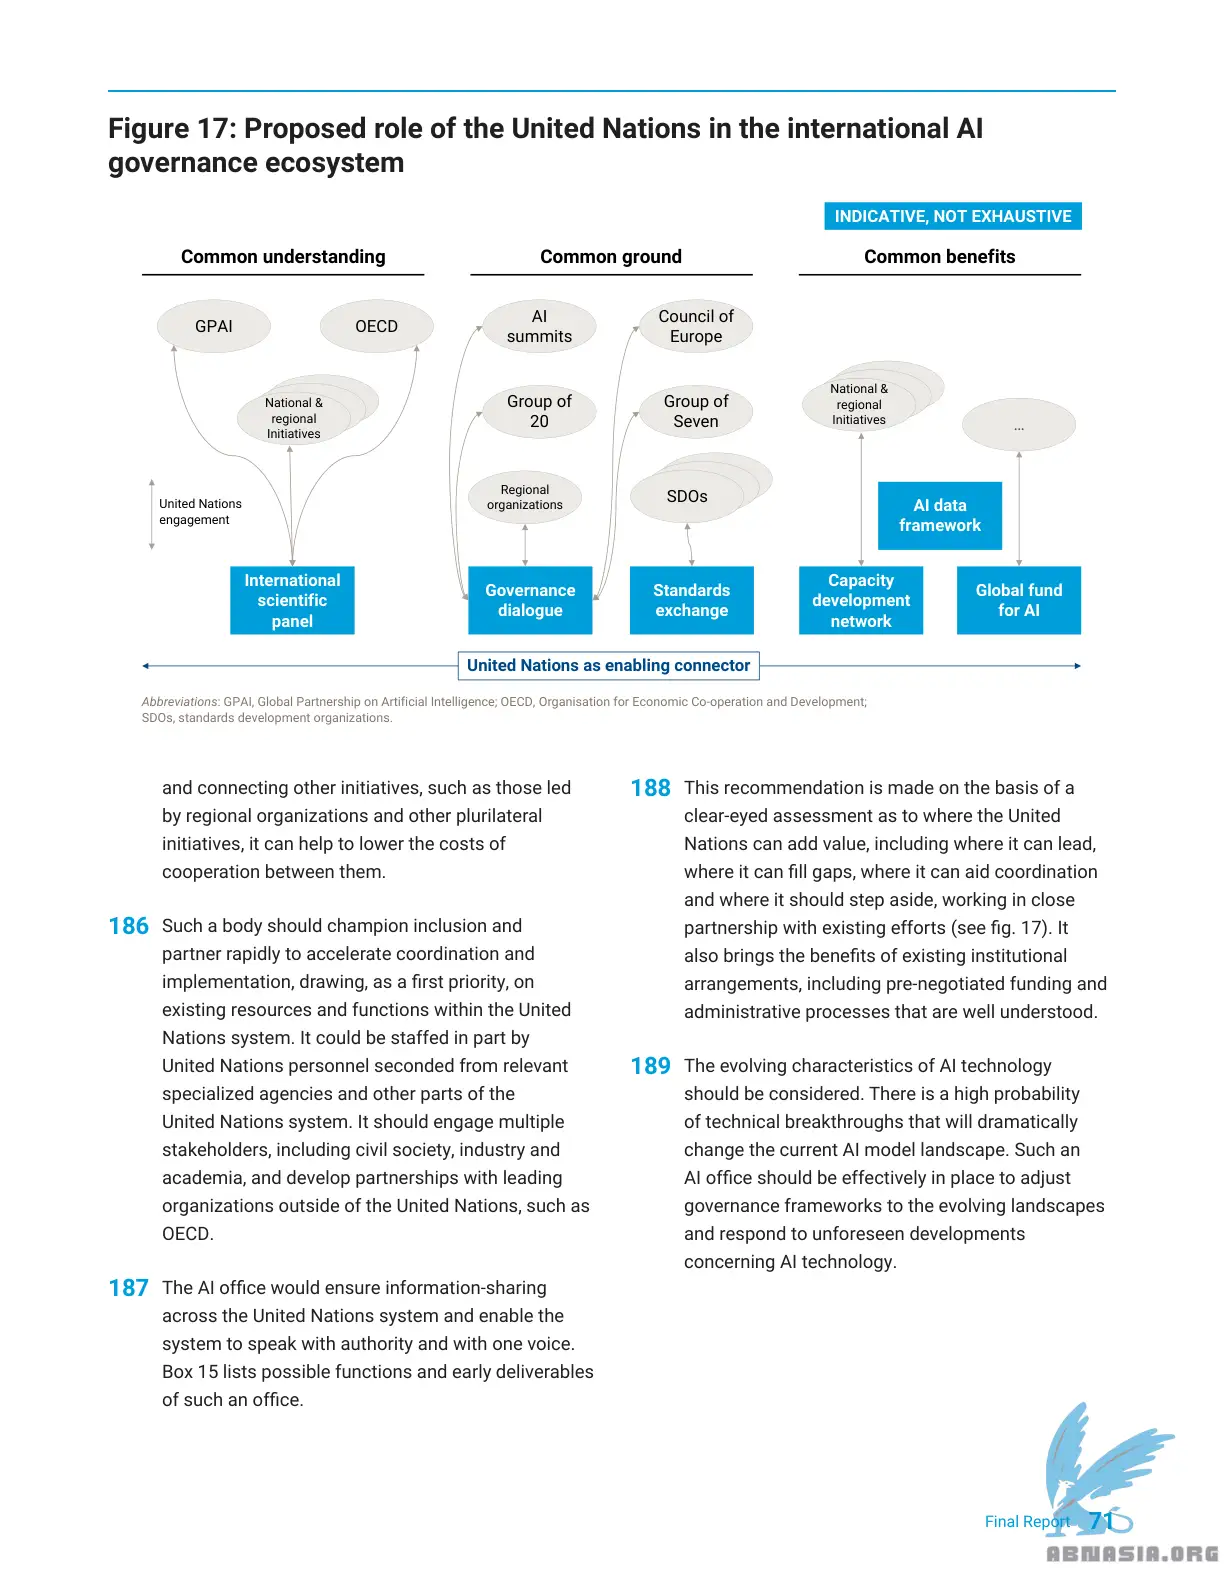 Figure 17: Proposed role of the United Nations in the international AI
governance ecosystem
INDICATIVE, NOT EXHAUSTIVE
Common understanding
Common ground
Common benefits
GPAI
OECD
National &
regional
Initiatives
United Nations
engagement
International
scientific
panel
AI
summits
Council of
Europe
Group of
20
Group of
Seven
Regional
organizations
SDOs
Governance
dialogue
Standards
exchange
National &
regional
Initiatives
...
AI data
framework
Capacity
development
network
Global fund
for AI
United Nations as enabling connector
Abbreviations: GPAI, Global Partnership on Artificial Intelligence; OECD, Organisation for Economic Co-operation and Development;
SDOs, standards development organizations.
and connecting other initiatives, such as those led
by regional organizations and other plurilateral
initiatives, it can help to lower the costs of
cooperation between them.
186 Such a body should champion inclusion and
partner rapidly to accelerate coordination and
implementation, drawing, as a first priority, on
existing resources and functions within the United
Nations system. It could be staffed in part by
United Nations personnel seconded from relevant
specialized agencies and other parts of the
United Nations system. It should engage multiple
stakeholders, including civil society, industry and
academia, and develop partnerships with leading
organizations outside of the United Nations, such as
OECD.
187 The AI office would ensure information-sharing
across the United Nations system and enable the
system to speak with authority and with one voice.
Box 15 lists possible functions and early deliverables
of such an office.
188 This recommendation is made on the basis of a
clear-eyed assessment as to where the United
Nations can add value, including where it can lead,
where it can fill gaps, where it can aid coordination
and where it should step aside, working in close
partnership with existing efforts (see fig. 17). It
also brings the benefits of existing institutional
arrangements, including pre-negotiated funding and
administrative processes that are well understood.
189 The evolving characteristics of AI technology
should be considered. There is a high probability
of technical breakthroughs that will dramatically
change the current AI model landscape. Such an
AI office should be effectively in place to adjust
governance frameworks to the evolving landscapes
and respond to unforeseen developments
concerning AI technology.
Final Report 71
ABNASIA.ORG